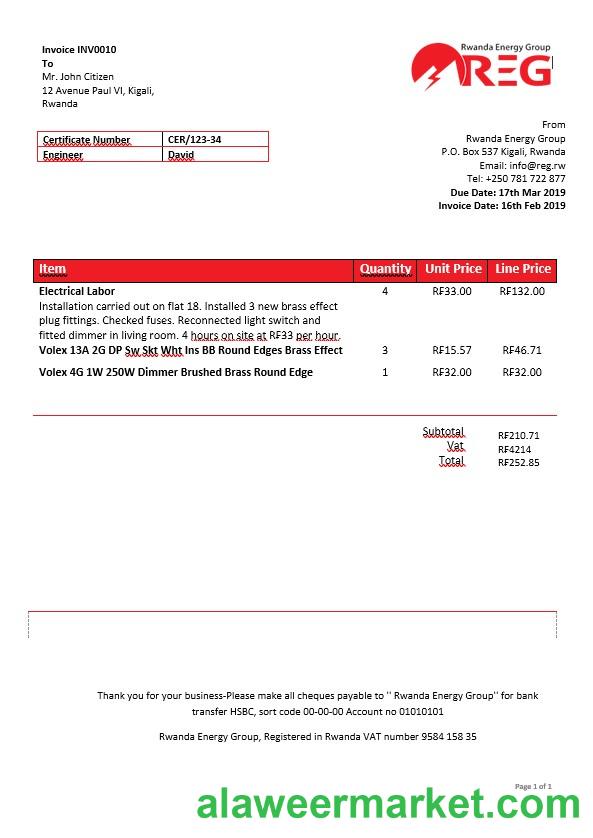 Invoice INV0010
To
Mr. John Citizen
12 Avenue Paul VI, Kigali,
Rwanda
Rwanda Energy Group
REG
Certificate Number CER/123-34
Engineer David
From
Rwanda Energy Group
P.O. Box 537 Kigali, Rwanda
Email: info@reg.rw
Tel: +250 781 722 877
Due Date: 17th Mar 2019
Invoice Date: 16th Feb 2019
Item Quantity Unit Price Line Price
Electrical Labor 4 RF33.00 RF132.00
Installation carried out on flat 18. Installed 3 new brass effect
plug fittings. Checked fuses. Reconnected light switch and
fitted dimmer in living room. 4 hours on site at RF33 per hour.
Volex 13A 2G DP Sw Skt Wht Ins BB Round Edges Brass Effect 3 RF15.57 RF46.71
Volex 4G 1W 250W Dimmer Brushed Brass Round Edge 1 RF32.00 RF32.00
Subtotal RF210.71
Vat RF4214
Total RF252.85
Thank you for your business-Please make all cheques payable to '' Rwanda Energy Group'' for bank
transfer HSBC, sort code 00-00-00 Account no 01010101
Rwanda Energy Group, Registered in Rwanda VAT number 9584 158 35
Page 1 of 1
alaweermarket.com